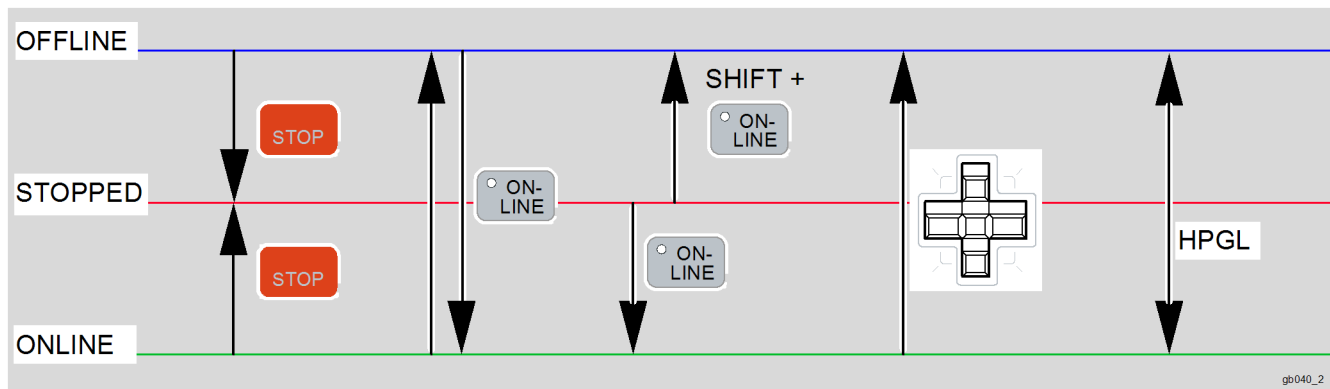 OFFLINE
SHIFT +
ON-
LINE
STOP
STOPPED
ON-
LINE
HPGL
ON-
LINE
STOP
ONLINE
gb040_2